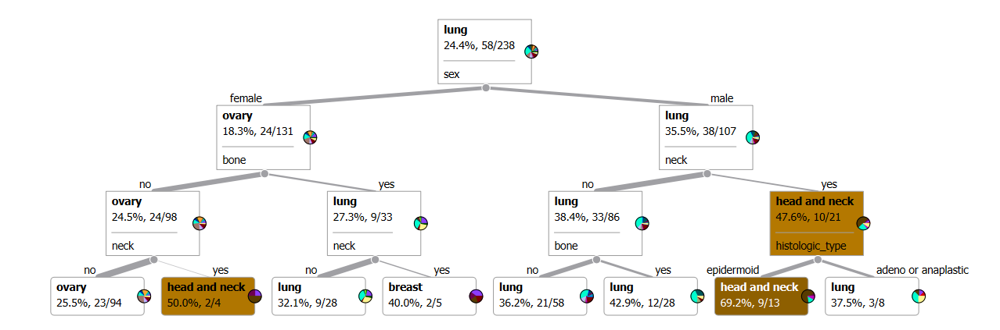 lung
24.4%, 58/238
sex
female
male
ovary
18.3%, 24/131
bone
lung
35.5%, 38/107
neck
no
yes
no
yes
ovary
24.5%, 24/98
neck
lung
27.3%, 9/33
neck
lung
38.4%, 33/86
bone
head and neck
47.6%, 10/21
histologic_type
no
yes
no
yes
no
yes
epidermoid
adeno or anaplastic
ovary
25.5%, 23/94
head and neck
50.0%, 2/4
lung
32.1%, 9/28
breast
40.0%, 2/5
lung
36.2%, 21/58
lung
42.9%, 12/28
head and neck
69.2%, 9/13
lung
37.5%, 3/8